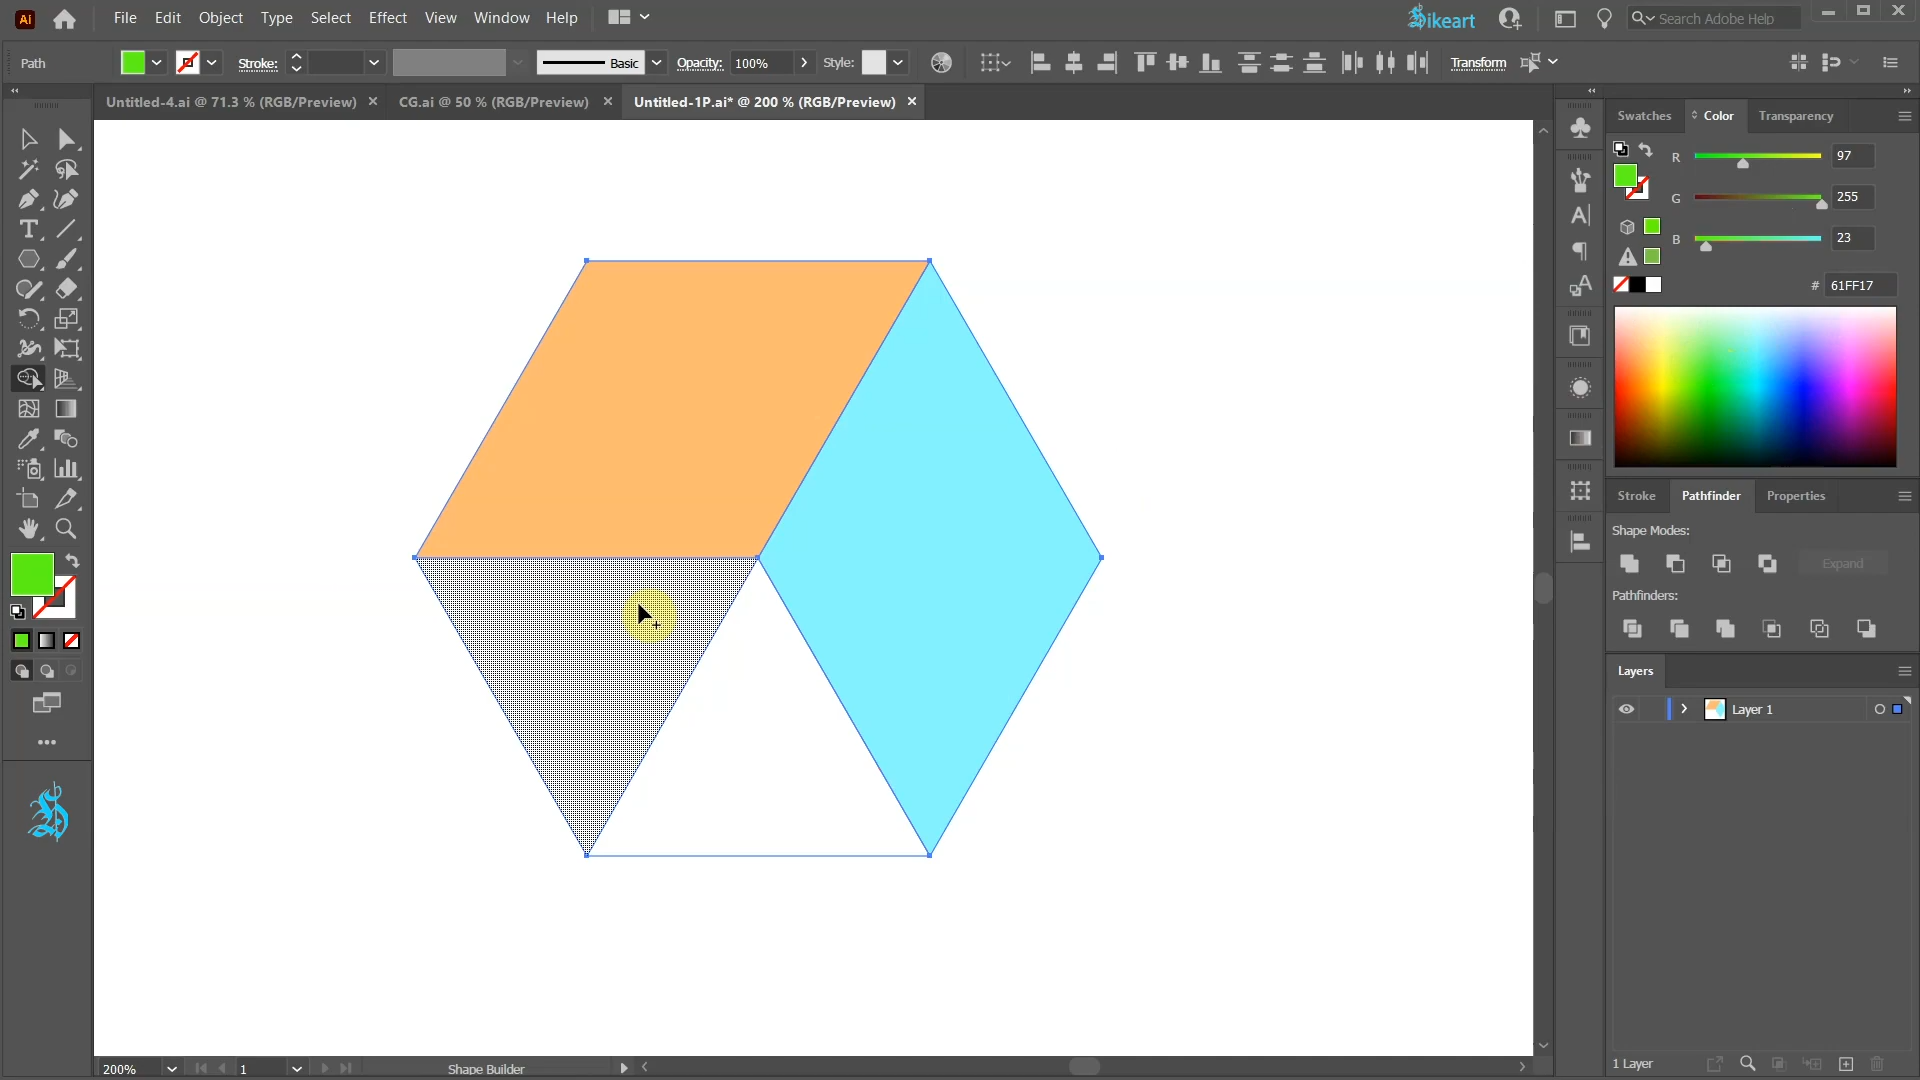 Ai File Edit Object Type Select Effect View Window Help ikeart Search Adobe Help
Path Stroke: Basic Opacity: 100% Style: Transform
Untitled-4.ai @ 71.3 % (RGB/Preview) CG.ai @ 50 % (RGB/Preview) Untitled-1P.ai* @ 200 % (RGB/Preview)
Swatches Color Transparency
R 97
G 255
B 23
# 61FF17
Stroke Pathfinder Properties
Shape Modes:
Expand
Pathfinders:
Layers
Layer 1
1 Layer
200% 1 Shape Builder